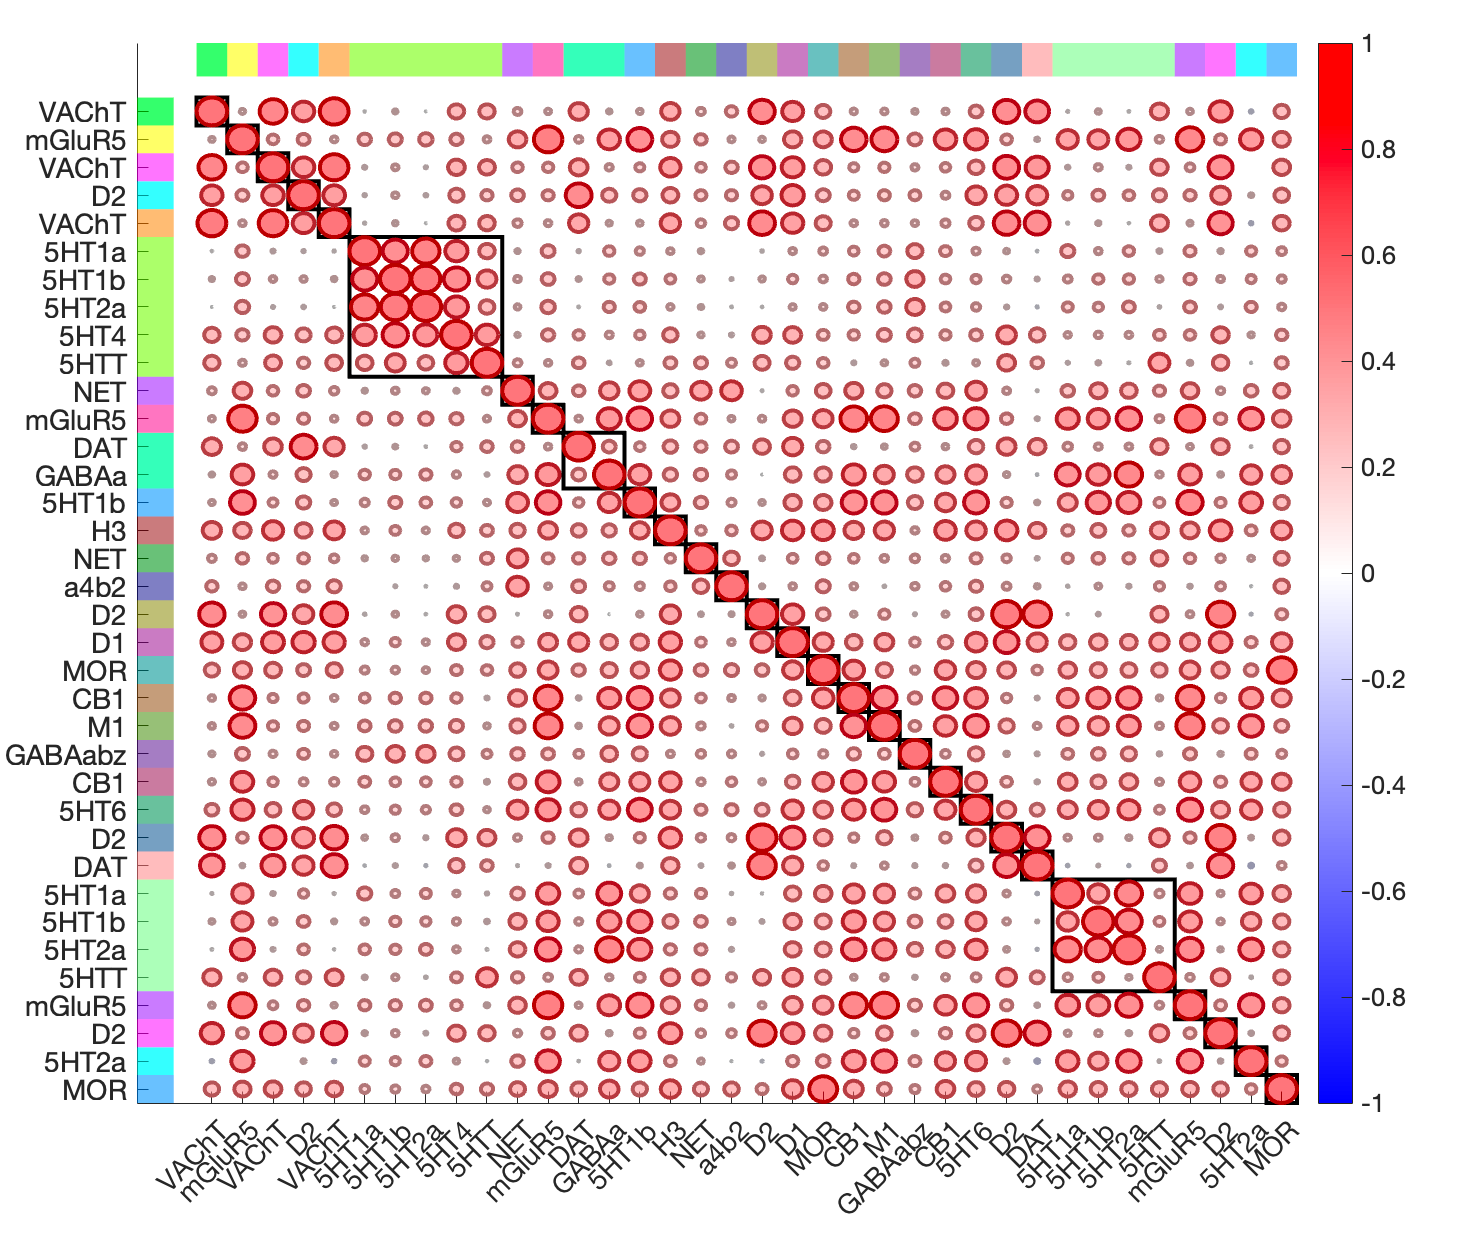 VAChT
mGluR5
VAChT
D2
VAChT
5HT1a
5HT1b
5HT2a
5HT4
5HTT
NET
mGluR5
DAT
GABAa
5HT1b
H3
NET
a4b2
D2
D1
MOR
CB1
M1
GABAabz
CB1
5HT6
D2
DAT
5HT1a
5HT1b
5HT2a
5HTT
mGluR5
D2
5HT2a
MOR
VAChT
mGluR5
VAChT
D2
VAChT
5HT1a
5HT1b
5HT2a
5HT4
5HTT
NET
mGluR5
DAT
GABAa
5HT1b
H3
NET
a4b2
D2
D1
MOR
CB1
M1
GABAabz
CB1
5HT6
D2
DAT
5HT1a
5HT1b
5HT2a
5HTT
mGluR5
D2
5HT2a
MOR
1
0.8
0.6
0.4
0.2
0
-0.2
-0.4
-0.6
-0.8
-1